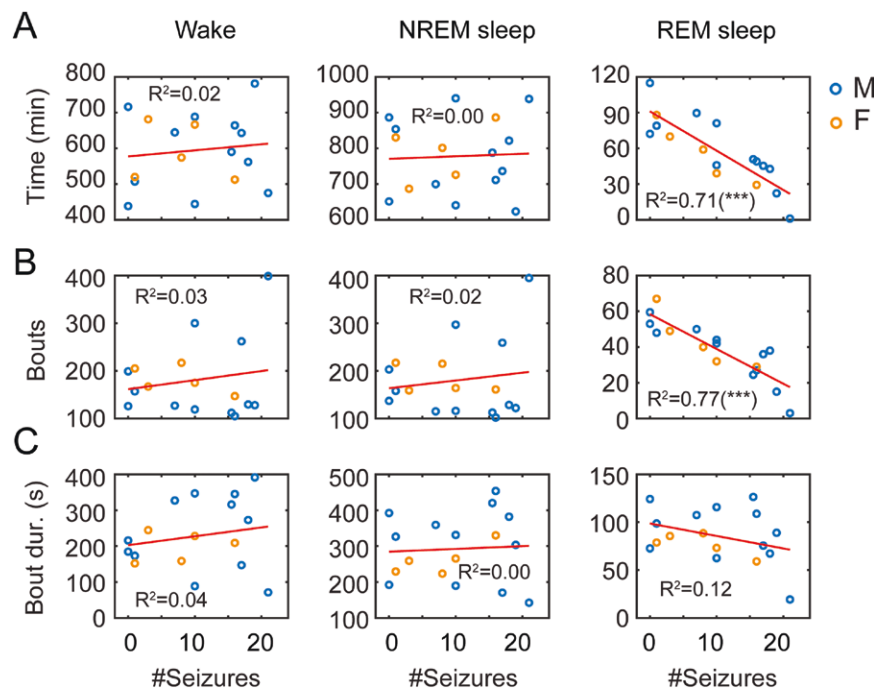 A
Wake
NREM sleep
REM sleep
Time (min)
800
700
600
500
400
R²=0.02
1000
900
800
700
600
R²=0.00
120
90
60
30
0
R²=0.71(***)
M
F
B
Bouts
400
300
200
100
R²=0.03
400
300
200
100
R²=0.02
80
60
40
20
0
R²=0.77(***)
C
Bout dur. (s)
400
300
200
100
0
R²=0.04
0
10
20
#Seizures
500
400
300
200
100
R²=0.00
0
10
20
#Seizures
150
100
50
0
R²=0.12
0
10
20
#Seizures